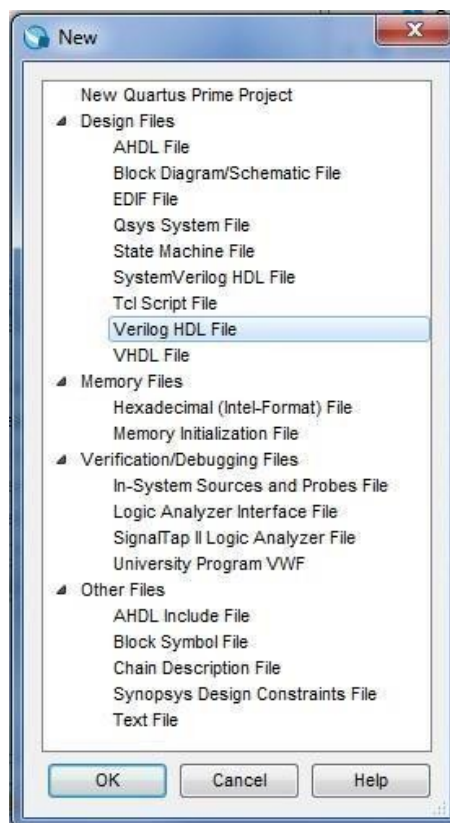 New
New Quartus Prime Project
Design Files
AHDL File
Block Diagram/Schematic File
EDIF File
Qsys System File
State Machine File
SystemVerilog HDL File
Tcl Script File
Verilog HDL File
VHDL File
Memory Files
Hexadecimal (Intel-Format) File
Memory Initialization File
Verification/Debugging Files
In-System Sources and Probes File
Logic Analyzer Interface File
SignalTap II Logic Analyzer File
University Program VWF
Other Files
AHDL Include File
Block Symbol File
Chain Description File
Synopsys Design Constraints File
Text File
OK Cancel Help